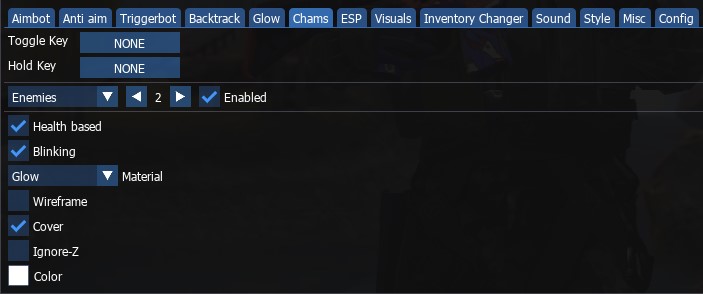 Aimbot Anti aim Triggerbot Backtrack Glow Chams ESP Visuals Inventory Changer Sound Style Misc Config
Toggle Key NONE
Hold Key NONE
Enemies 2 Enabled
Health based
Blinking
Glow Material
Wireframe
Cover
Ignore-Z
Color